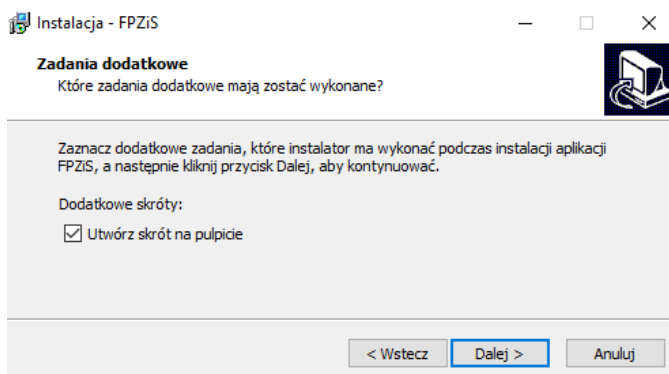 Instalacja - FPZiS
Zadania dodatkowe
Które zadania dodatkowe mają zostać wykonane?
Zaznacz dodatkowe zadania, które instalator ma wykonać podczas instalacji aplikacji
FPZiS, a następnie kliknij przycisk Dalej, aby kontynuować.
Dodatkowe skróty:
Utwórz skrót na pulpicie
< Wstecz
Dalej >
Anuluj